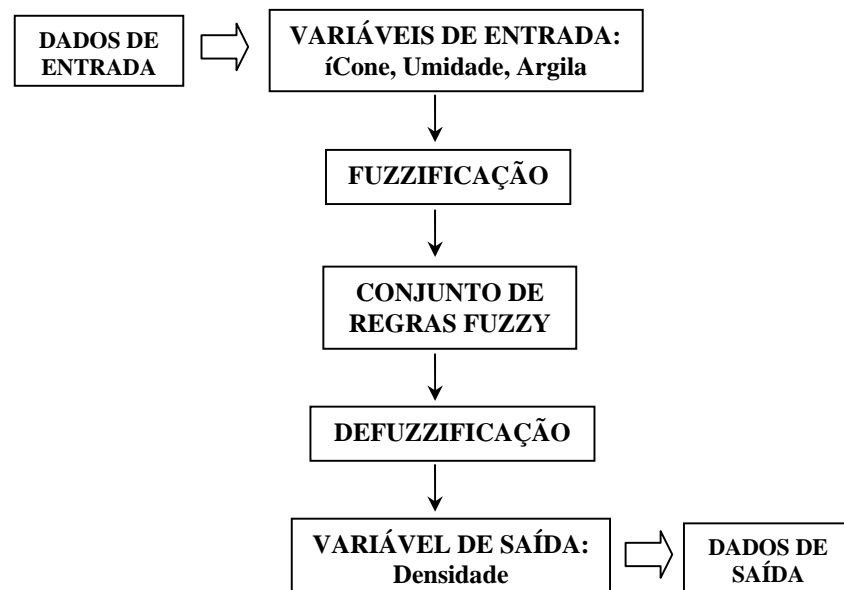 DADOS DE
ENTRADA
VARIÁVEIS DE ENTRADA:
íCone, Umidade, Argila
FUZZIFICAÇÃO
CONJUNTO DE
REGRAS FUZZY
DEFUZZIFICAÇÃO
VARIÁVEL DE SAÍDA:
Densidade
DADOS DE
SAÍDA